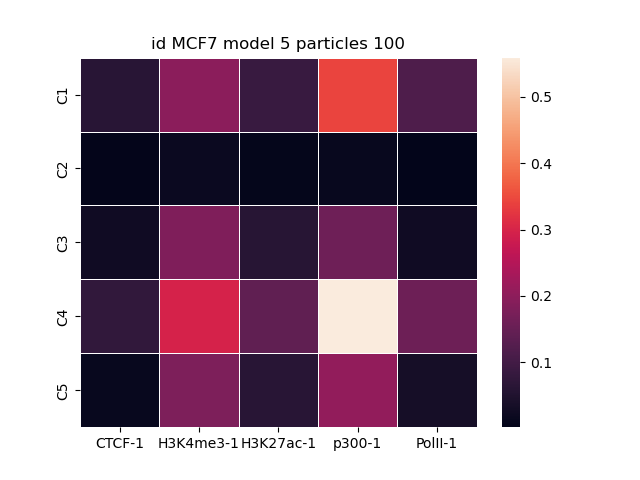 id MCF7 model 5 particles 100
C1
C2
C3
C4
C5
CTCF-1 H3K4me3-1 H3K27ac-1 p300-1 PolII-1
0.5
0.4
0.3
0.2
0.1